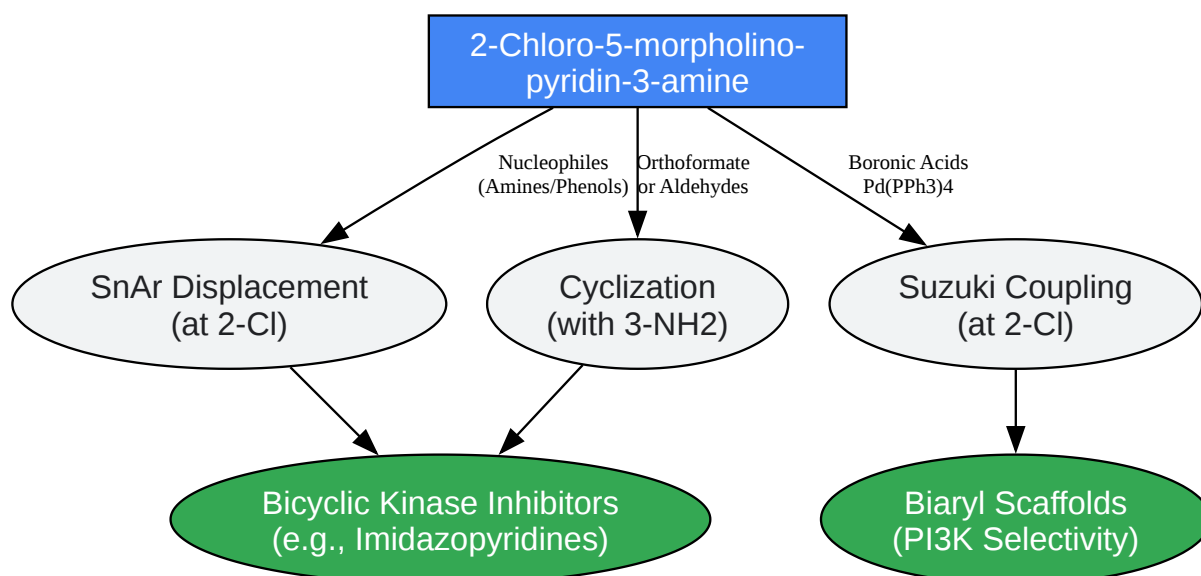 2-Chloro-5-morpholino-
pyridin-3-amine
Nucleophiles
(Amines/Phenols)
Orthoformate
or Aldehydes
Boronic Acids
Pd(PPh3)4
SnAr Displacement
(at 2-Cl)
Cyclization
(with 3-NH2)
Suzuki Coupling
(at 2-Cl)
Bicyclic Kinase Inhibitors
(e.g., Imidazopyridines)
Biaryl Scaffolds
(PI3K Selectivity)